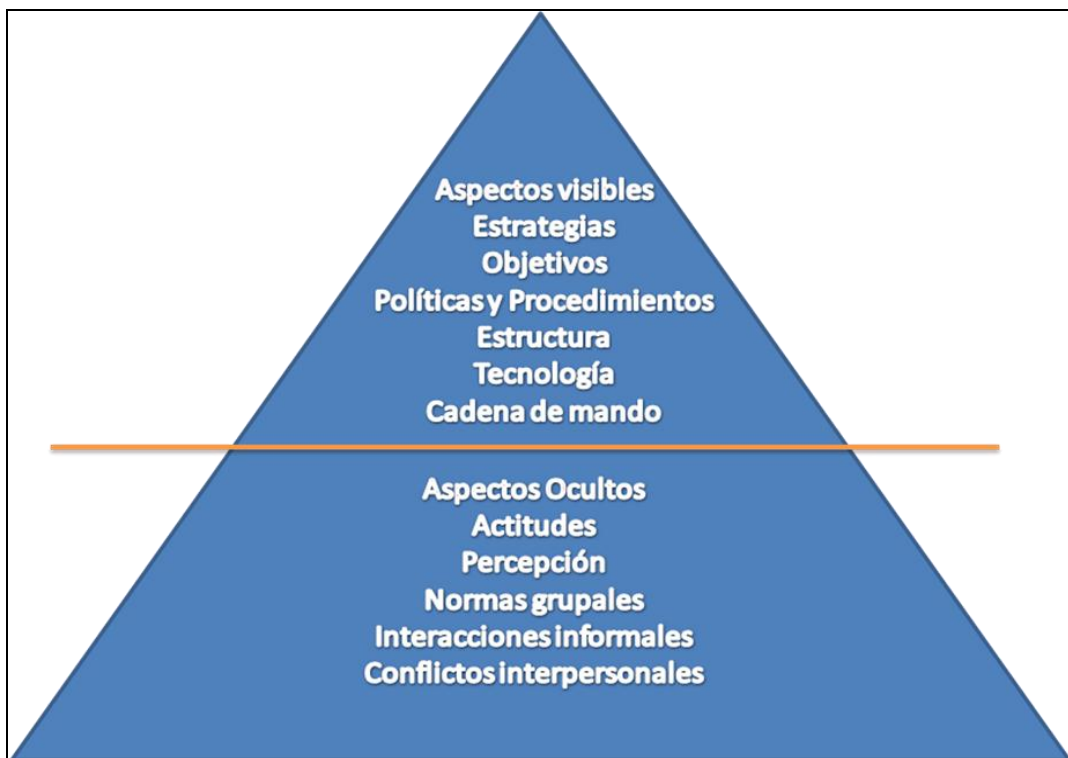 Aspectos visibles
Estrategias
Objetivos
Políticas y Procedimientos
Estructura
Tecnología
Cadena de mando
Aspectos Ocultos
Actitudes
Percepción
Normas grupales
Interacciones informales
Conflictos interpersonales